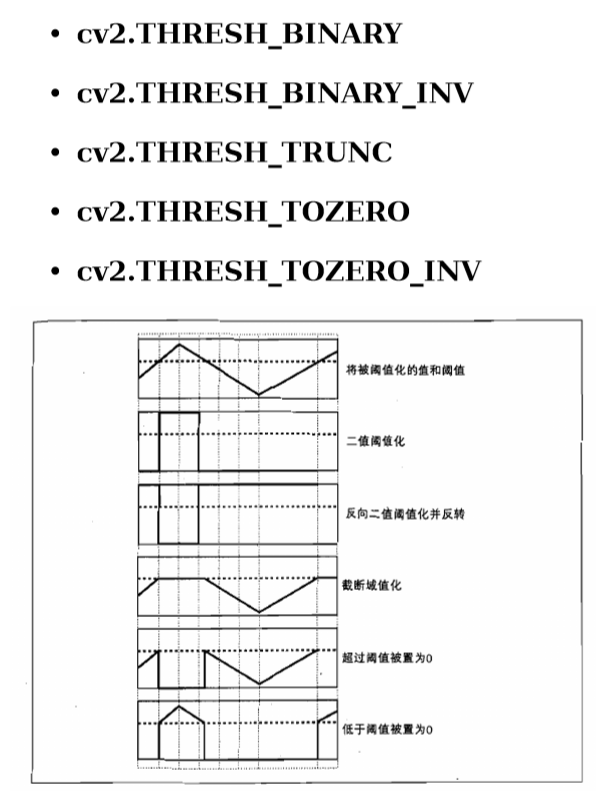 • cv2.THRESH_BINARY
• cv2.THRESH_BINARY_INV
• cv2.THRESH_TRUNC
• cv2.THRESH_TOZERO
• cv2.THRESH_TOZERO_INV
将被阈值化的值和阈值
二值阈值化
反向二值阈值化并反转
截断域值化
超过阈值被置为0
低于阈值被置为0